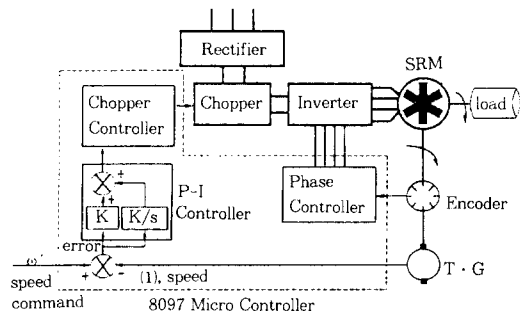 Rectifier
SRM
Chopper
Controller
Chopper
Inverter
load
P-I
Controller
K
K/s
Phase
Controller
Encoder
error
+
+
+
-
ω*
speed
command
(1), speed
T · G
8097 Micro Controller